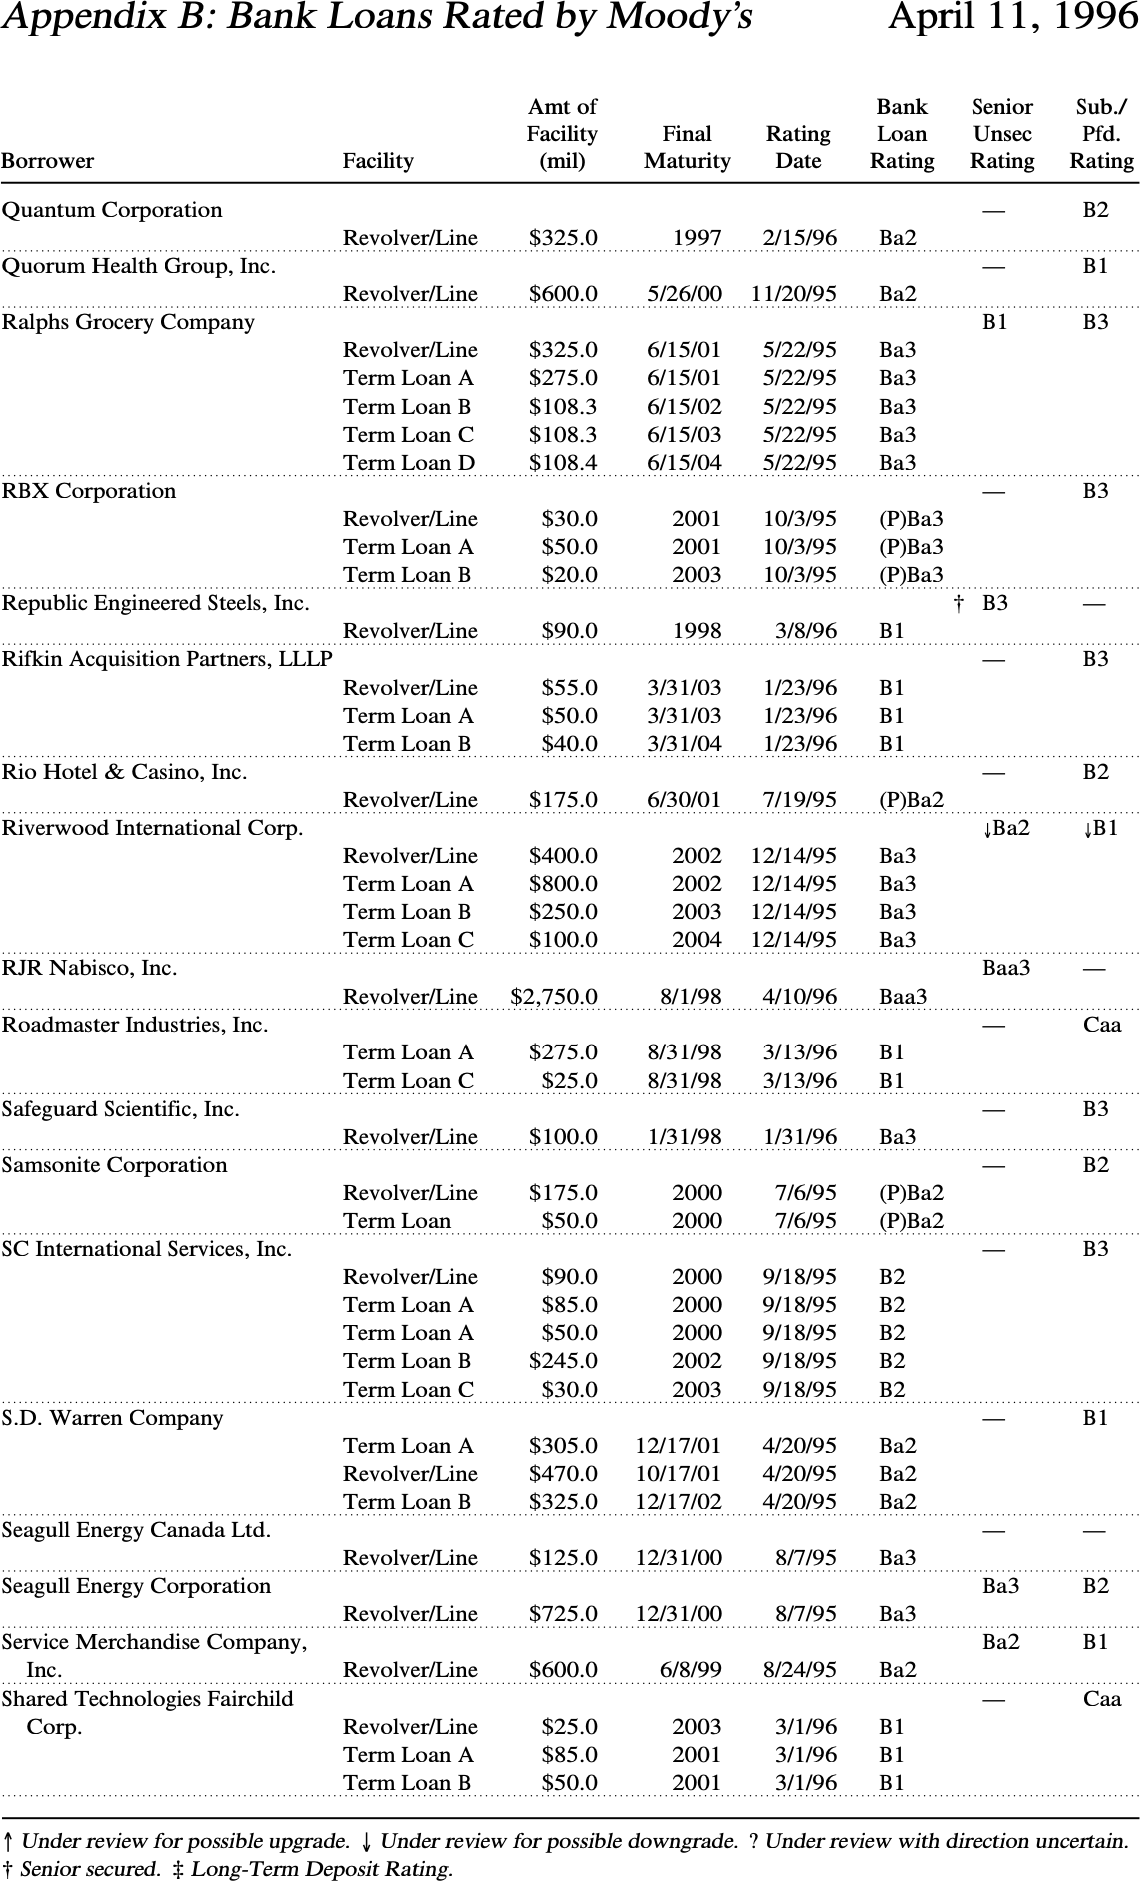 Appendix B: Bank Loans Rated by Moody's April 11, 1996
Amt of Bank Senior Sub./
Facility Final Rating Loan Unsec Pfd.
Borrower Facility (mil) Maturity Date Rating Rating Rating
Quantum Corporation — B2
Revolver/Line $325.0 1997 2/15/96 Ba2
Quorum Health Group, Inc. — B1
Revolver/Line $600.0 5/26/00 11/20/95 Ba2
Ralphs Grocery Company B1 B3
Revolver/Line $325.0 6/15/01 5/22/95 Ba3
Term Loan A $275.0 6/15/01 5/22/95 Ba3
Term Loan B $108.3 6/15/02 5/22/95 Ba3
Term Loan C $108.3 6/15/03 5/22/95 Ba3
Term Loan D $108.4 6/15/04 5/22/95 Ba3
RBX Corporation — B3
Revolver/Line $30.0 2001 10/3/95 (P)Ba3
Term Loan A $50.0 2001 10/3/95 (P)Ba3
Term Loan B $20.0 2003 10/3/95 (P)Ba3
Republic Engineered Steels, Inc. † B3 —
Revolver/Line $90.0 1998 3/8/96 B1
Rifkin Acquisition Partners, LLLP — B3
Revolver/Line $55.0 3/31/03 1/23/96 B1
Term Loan A $50.0 3/31/03 1/23/96 B1
Term Loan B $40.0 3/31/04 1/23/96 B1
Rio Hotel & Casino, Inc. — B2
Revolver/Line $175.0 6/30/01 7/19/95 (P)Ba2
Riverwood International Corp. ↓Ba2 ↓B1
Revolver/Line $400.0 2002 12/14/95 Ba3
Term Loan A $800.0 2002 12/14/95 Ba3
Term Loan B $250.0 2003 12/14/95 Ba3
Term Loan C $100.0 2004 12/14/95 Ba3
RJR Nabisco, Inc. Baa3 —
Revolver/Line $2,750.0 8/1/98 4/10/96 Baa3
Roadmaster Industries, Inc. — Caa
Term Loan A $275.0 8/31/98 3/13/96 B1
Term Loan C $25.0 8/31/98 3/13/96 B1
Safeguard Scientific, Inc. — B3
Revolver/Line $100.0 1/31/98 1/31/96 Ba3
Samsonite Corporation — B2
Revolver/Line $175.0 2000 7/6/95 (P)Ba2
Term Loan $50.0 2000 7/6/95 (P)Ba2
SC International Services, Inc. — B3
Revolver/Line $90.0 2000 9/18/95 B2
Term Loan A $85.0 2000 9/18/95 B2
Term Loan A $50.0 2000 9/18/95 B2
Term Loan B $245.0 2002 9/18/95 B2
Term Loan C $30.0 2003 9/18/95 B2
S.D. Warren Company — B1
Term Loan A $305.0 12/17/01 4/20/95 Ba2
Revolver/Line $470.0 10/17/01 4/20/95 Ba2
Term Loan B $325.0 12/17/02 4/20/95 Ba2
Seagull Energy Canada Ltd. — —
Revolver/Line $125.0 12/31/00 8/7/95 Ba3
Seagull Energy Corporation Ba3 B2
Revolver/Line $725.0 12/31/00 8/7/95 Ba3
Service Merchandise Company, Ba2 B1
Inc. Revolver/Line $600.0 6/8/99 8/24/95 Ba2
Shared Technologies Fairchild — Caa
Corp. Revolver/Line $25.0 2003 3/1/96 B1
Term Loan A $85.0 2001 3/1/96 B1
Term Loan B $50.0 2001 3/1/96 B1
↑ Under review for possible upgrade. ↓ Under review for possible downgrade. ? Under review with direction uncertain.
† Senior secured. ‡ Long-Term Deposit Rating.